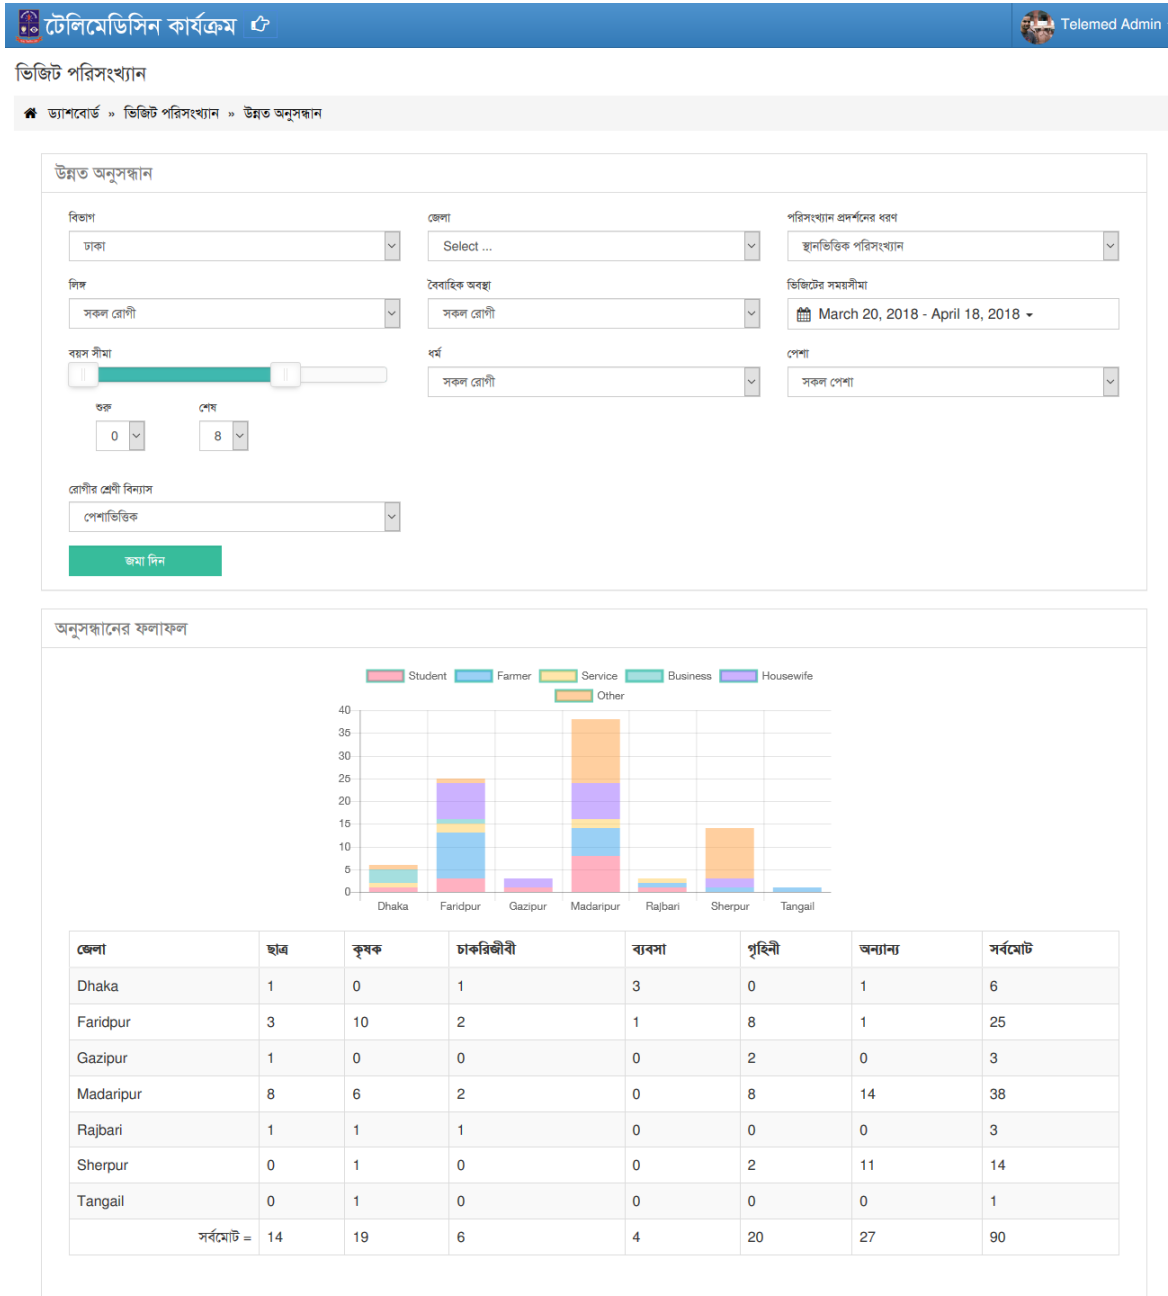 টেলিমেডিসিন কার্যক্রম Telemed Admin
ভিজিট পরিসংখ্যান
ড্যাশবোর্ড » ভিজিট পরিসংখ্যান » উন্নত অনুসন্ধান
উন্নত অনুসন্ধান
বিভাগ জেলা পরিসংখ্যান প্রদর্শনের ধরণ
ঢাকা Select ... স্থানভিত্তিক পরিসংখ্যান
লিঙ্গ বৈবাহিক অবস্থা ভিজিটের সময়সীমা
সকল রোগী সকল রোগী March 20, 2018 - April 18, 2018
বয়স সীমা ধর্ম পেশা
সকল রোগী সকল পেশা
শুরু শেষ
0 8
রোগীর শ্রেণী বিন্যাস
পেশাভিত্তিক
জমা দিন
অনুসন্ধানের ফলাফল
Student Farmer Service Business Housewife
Other
40
35
30
25
20
15
10
5
0
Dhaka Faridpur Gazipur Madaripur Rajbari Sherpur Tangail
জেলা ছাত্র কৃষক চাকরিজীবী ব্যবসা গৃহিনী অন্যান্য সর্বমোট
Dhaka 1 0 1 3 0 1 6
Faridpur 3 10 2 1 8 1 25
Gazipur 1 0 0 0 2 0 3
Madaripur 8 6 2 0 8 14 38
Rajbari 1 1 1 0 0 0 3
Sherpur 0 1 0 0 2 11 14
Tangail 0 1 0 0 0 0 1
সর্বমোট = 14 19 6 4 20 27 90